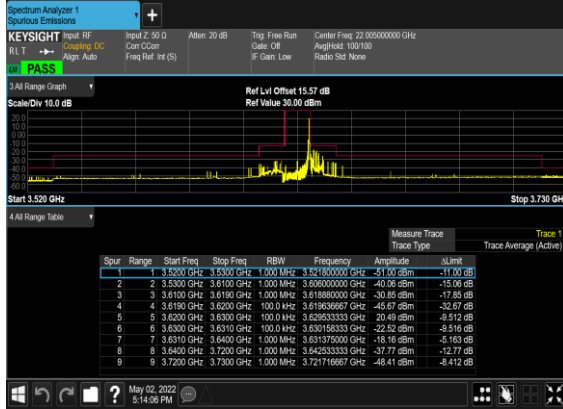 Spectrum Analyzer 1
Spurious Emissions
KEYSIGHT Input: RF Input Z: 50 Ω Atten: 20 dB Trig: Free Run Center Freq: 22.005000000 GHz
RLT Coupling: DC Corr CCorr Gate: Off Avg|Hold: 100/100
Align: Auto Freq Ref: Int (S) IF Gain: Low Radio Std: None
PASS
3 All Range Graph
Ref Lvl Offset 15.57 dB
Scale/Div 10.0 dB Ref Value 30.00 dBm
20.0
10.0
0.00
-10.0
-20.0
-30.0
-40.0
-50.0
-60.0
Start 3.520 GHz Stop 3.730 GH
4 All Range Table
Measure Trace Trace 1
Trace Type Trace Average (Active)
Spur Range Start Freq Stop Freq RBW Frequency Amplitude ΔLimit
1 1 3.5200 GHz 3.5300 GHz 1.000 MHz 3.521800000 GHz -51.00 dBm -11.00 dB
2 2 3.5300 GHz 3.6100 GHz 1.000 MHz 3.606000000 GHz -40.06 dBm -15.06 dB
3 3 3.6100 GHz 3.6190 GHz 1.000 MHz 3.618880000 GHz -30.85 dBm -17.85 dB
4 4 3.6190 GHz 3.6200 GHz 100.0 kHz 3.619636667 GHz -45.67 dBm -32.67 dB
5 5 3.6200 GHz 3.6300 GHz 100.0 kHz 3.629533333 GHz 20.49 dBm -9.512 dB
6 6 3.6300 GHz 3.6310 GHz 100.0 kHz 3.630158333 GHz -22.52 dBm -9.516 dB
7 7 3.6310 GHz 3.6400 GHz 1.000 MHz 3.631375000 GHz -18.16 dBm -5.163 dB
8 8 3.6400 GHz 3.7200 GHz 1.000 MHz 3.642533333 GHz -37.77 dBm -12.77 dB
9 9 3.7200 GHz 3.7300 GHz 1.000 MHz 3.721716667 GHz -48.41 dBm -8.412 dB
May 02, 2022
5:14:06 PM